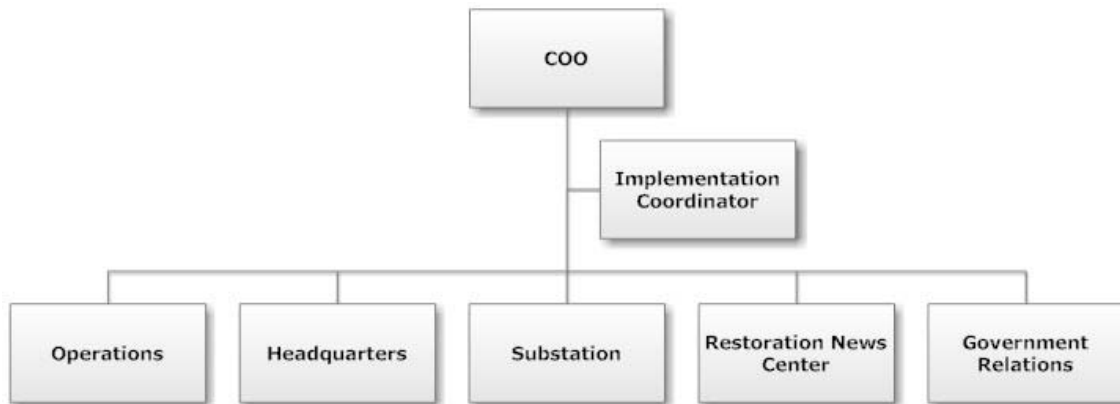 COO
Implementation
Coordinator
Operations
Headquarters
Substation
Restoration News
Center
Government
Relations